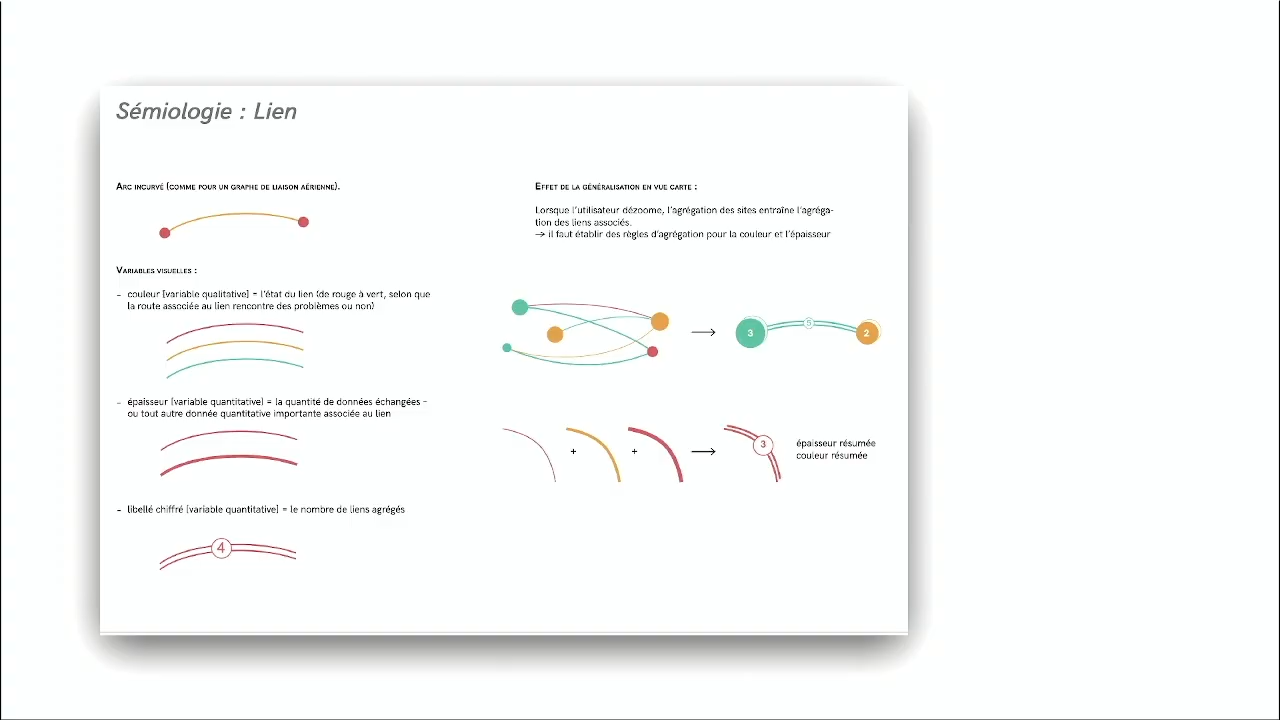 Sémiologie : Lien
Arc incurvé (comme pour un graphe de liaison aérienne).
Variables visuelles :
- couleur [variable qualitative] = l'état du lien (de rouge à vert, selon que
la route associée au lien rencontre des problèmes ou non)
- épaisseur [variable quantitative] = la quantité de données échangées -
ou tout autre donnée quantitative importante associée au lien
- libellé chiffré [variable quantitative] = le nombre de liens agrégés
4
Effet de la généralisation en vue carte :
Lorsque l'utilisateur dézoome, l'agrégation des sites entraîne l'agréga-
tion des liens associés.
→ il faut établir des règles d'agrégation pour la couleur et l'épaisseur
3 5 2
+ + 3
épaisseur résumée
couleur résumée